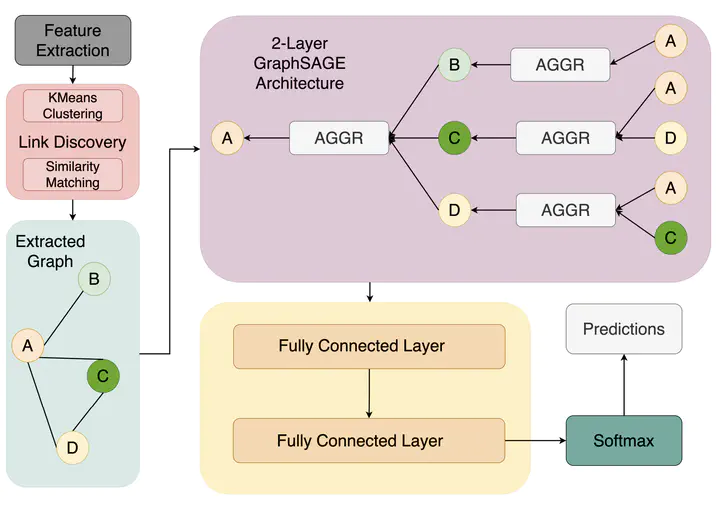 Feature
Extraction
KMeans
Clustering
Link Discovery
Similarity
Matching
Extracted
Graph
B
A
C
D
2-Layer
GraphSAGE
Architecture
A
AGGR
B
AGGR
A
C
AGGR
A
D
D
AGGR
A
C
Fully Connected Layer
Fully Connected Layer
Softmax
Predictions